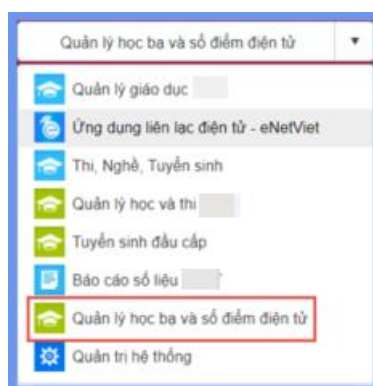 Quản lý học bạ và sổ điểm điện tử
Quản lý giáo dục
Ứng dụng liên lạc điện tử - eNetViet
Thi, Nghề, Tuyển sinh
Quản lý học và thi
Tuyển sinh đầu cấp
Báo cáo số liệu
Quản lý học bạ và sổ điểm điện tử
Quản trị hệ thống